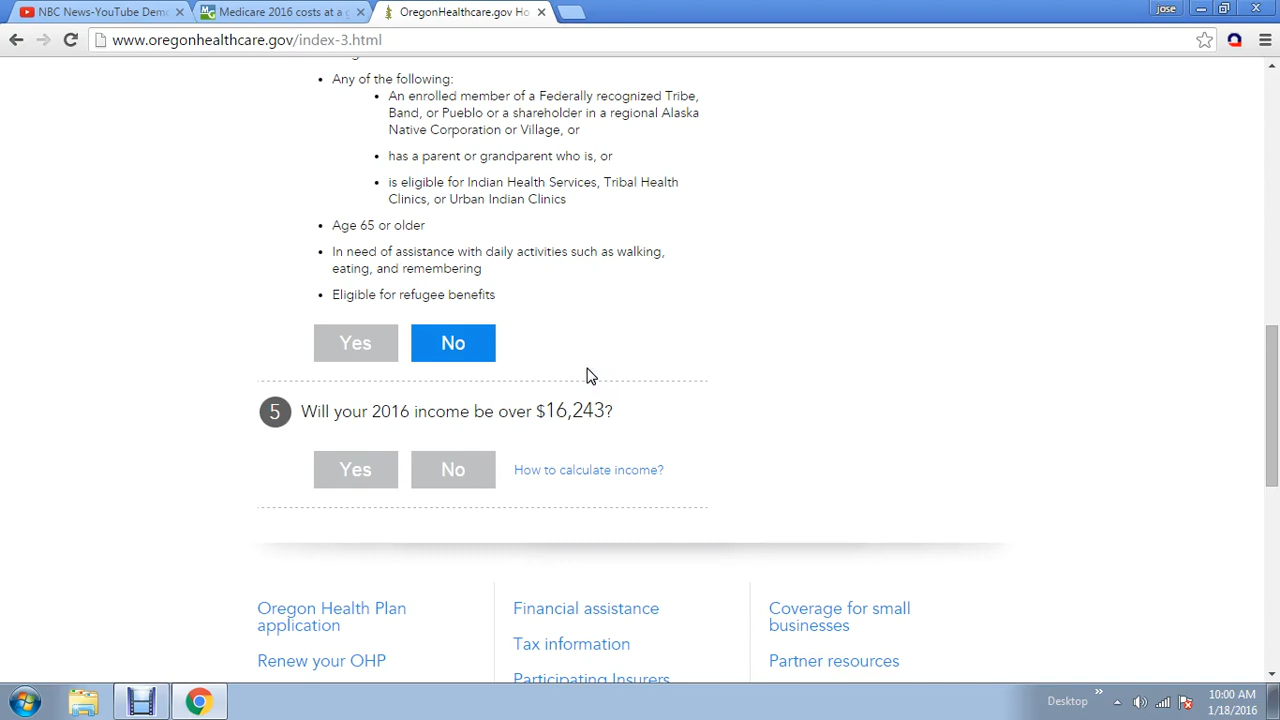 NBC News-YouTube Dem
Medicare 2016 costs at a
OregonHealthcare.gov Ho
jose
www.oregonhealthcare.gov/index-3.html
• Any of the following:
• An enrolled member of a Federally recognized Tribe,
Band, or Pueblo or a shareholder in a regional Alaska
Native Corporation or Village, or
• has a parent or grandparent who is, or
• is eligible for Indian Health Services, Tribal Health
Clinics, or Urban Indian Clinics
• Age 65 or older
• In need of assistance with daily activities such as walking,
eating, and remembering
• Eligible for refugee benefits
Yes No
5 Will your 2016 income be over $16,243?
Yes No How to calculate income?
Oregon Health Plan
application
Renew your OHP
Financial assistance
Tax information
Participating Insurers
Coverage for small
businesses
Partner resources
Desktop
10:00 AM
1/18/2016